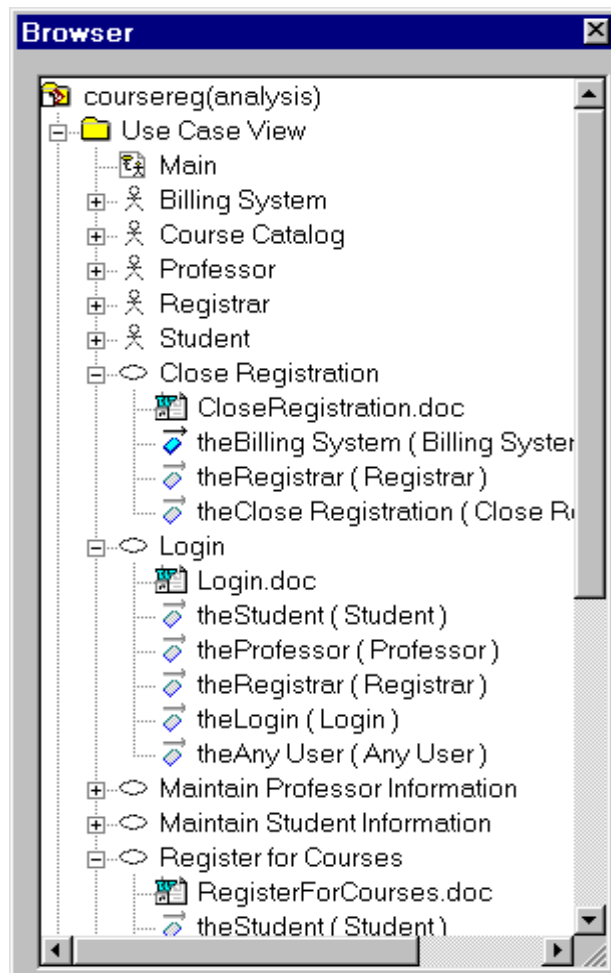 Browser
coursereg(analysis)
Use Case View
Main
Billing System
Course Catalog
Professor
Registrar
Student
Close Registration
CloseRegistration.doc
theBilling System ( Billing System
theRegistrar ( Registrar )
theClose Registration ( Close Re
Login
Login.doc
theStudent ( Student )
theProfessor ( Professor )
theRegistrar ( Registrar )
theLogin ( Login )
theAny User ( Any User )
Maintain Professor Information
Maintain Student Information
Register for Courses
RegisterForCourses.doc
theStudent ( Student )